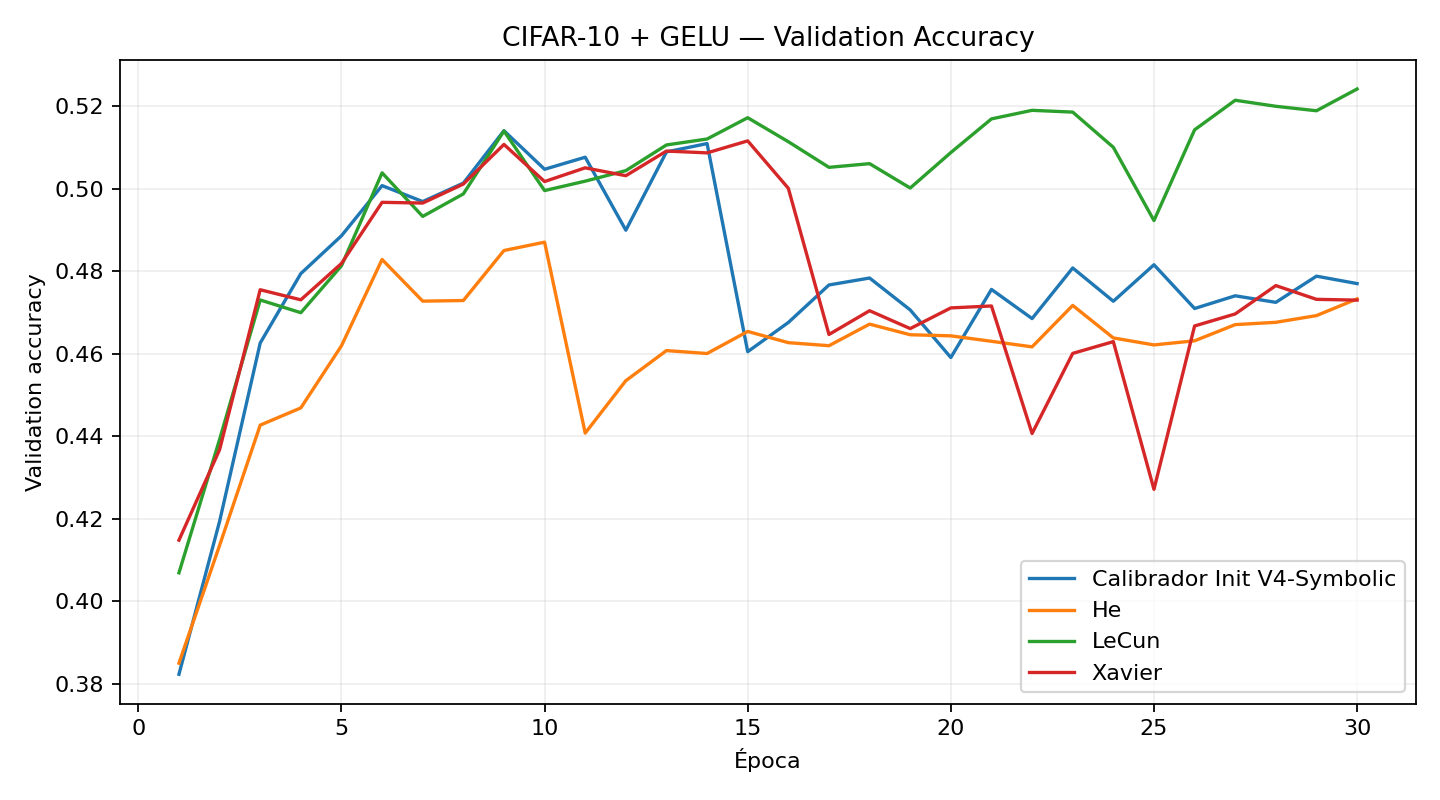 CIFAR-10 + GELU — Validation Accuracy
Validation accuracy
0.52
0.50
0.48
0.46
0.44
0.42
0.40
0.38
Calibrador Init V4-Symbolic
He
LeCun
Xavier
0 5 10 15 20 25 30
Época